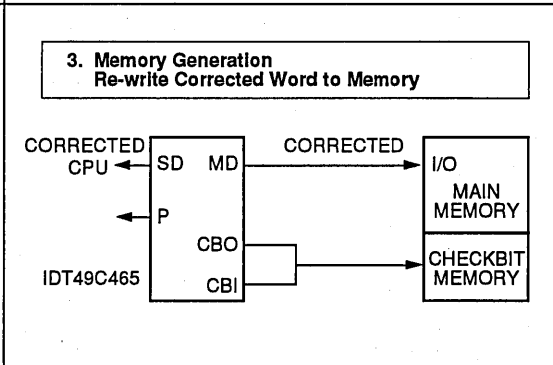 3. Memory Generation
Re-write Corrected Word to Memory
CORRECTED
CPU
SD
MD
CORRECTED
I/O
MAIN
MEMORY
P
CBO
CBI
CHECKBIT
MEMORY
IDT49C465